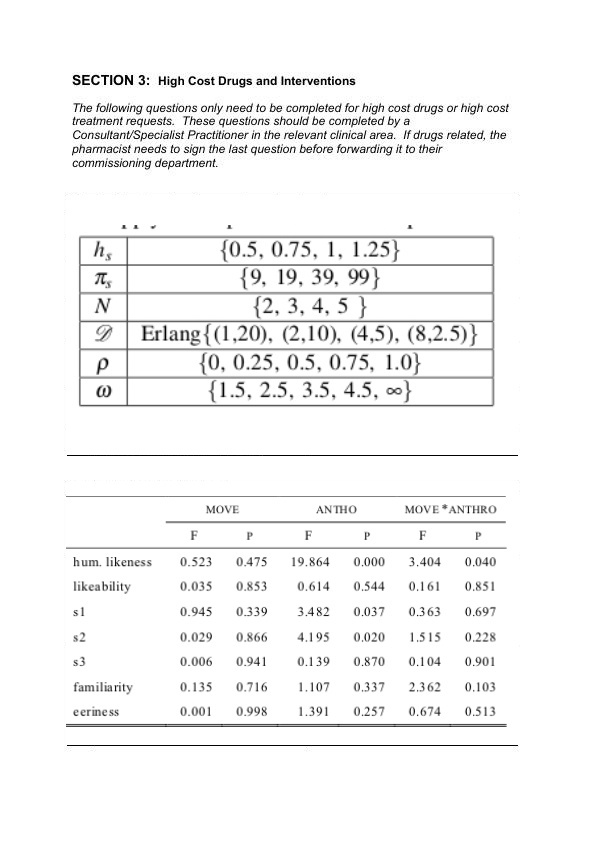 SECTION 3: High Cost Drugs and Interventions
The following questions only need to be completed for high cost drugs or high cost
treatment requests. These questions should be completed by a
Consultant/Specialist Practitioner in the relevant clinical area. If drugs related, the
pharmacist needs to sign the last question before forwarding it to their
commissioning department.
h_s {0.5, 0.75, 1, 1.25}
π_s {9, 19, 39, 99}
N {2, 3, 4, 5 }
𝒟 Erlang{(1,20), (2,10), (4,5), (8,2.5)}
ρ {0, 0.25, 0.5, 0.75, 1.0}
ω {1.5, 2.5, 3.5, 4.5, ∞}
MOVE ANTHO MOVE *ANTHRO
F P F P F P
hum. likeness 0.523 0.475 19.864 0.000 3.404 0.040
likeability 0.035 0.853 0.614 0.544 0.161 0.851
s1 0.945 0.339 3.482 0.037 0.363 0.697
s2 0.029 0.866 4.195 0.020 1.515 0.228
s3 0.006 0.941 0.139 0.870 0.104 0.901
familiarity 0.135 0.716 1.107 0.337 2.362 0.103
eeriness 0.001 0.998 1.391 0.257 0.674 0.513